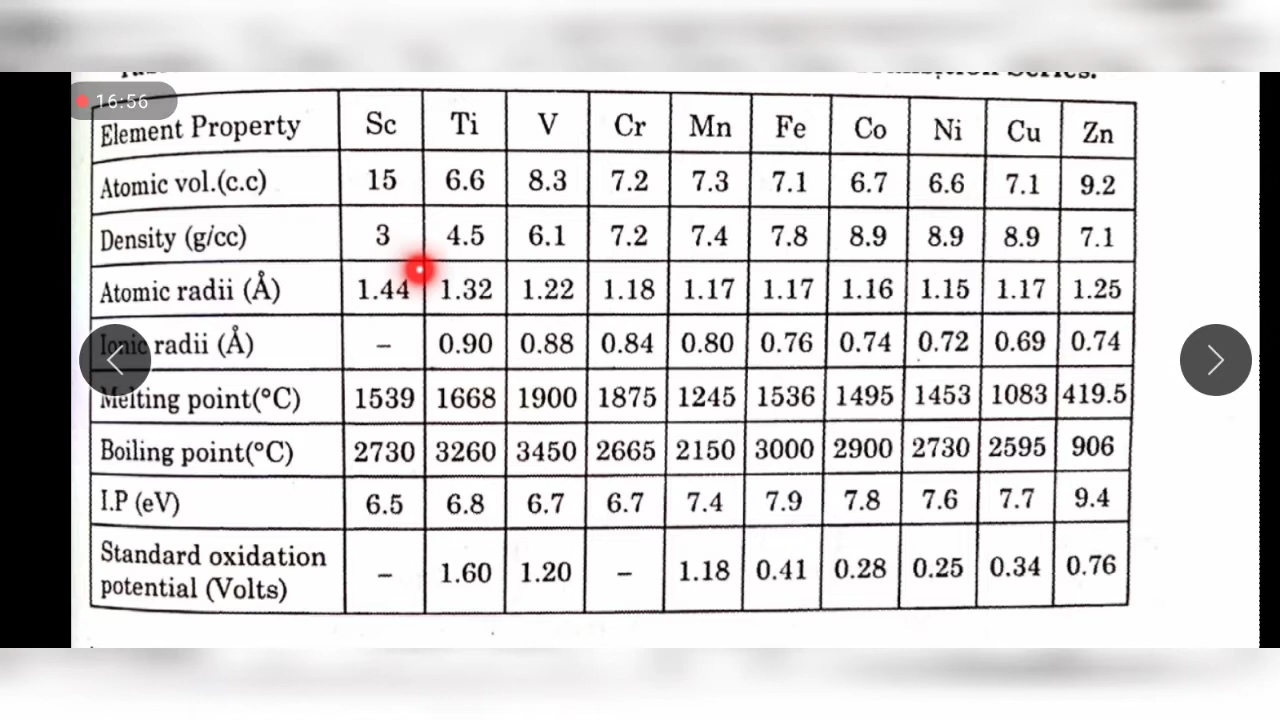 Series.
16:56
Element Property Sc Ti V Cr Mn Fe Co Ni Cu Zn
Atomic vol.(c.c) 15 6.6 8.3 7.2 7.3 7.1 6.7 6.6 7.1 9.2
Density (g/cc) 3 4.5 6.1 7.2 7.4 7.8 8.9 8.9 8.9 7.1
Atomic radii (Å) 1.44 1.32 1.22 1.18 1.17 1.17 1.16 1.15 1.17 1.25
Ionic radii (Å) – 0.90 0.88 0.84 0.80 0.76 0.74 0.72 0.69 0.74
Melting point(°C) 1539 1668 1900 1875 1245 1536 1495 1453 1083 419.5
Boiling point(°C) 2730 3260 3450 2665 2150 3000 2900 2730 2595 906
I.P (eV) 6.5 6.8 6.7 6.7 7.4 7.9 7.8 7.6 7.7 9.4
Standard oxidation
potential (Volts) – 1.60 1.20 – 1.18 0.41 0.28 0.25 0.34 0.76